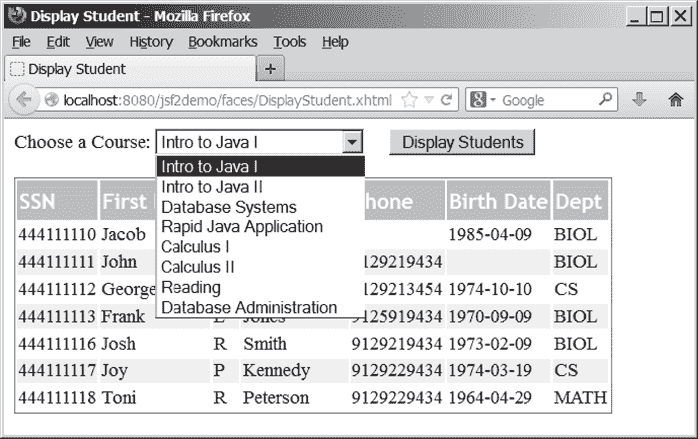 Display Student - Mozilla Firefox
File Edit View History Bookmarks Tools Help
Display Student +
localhost:8080/jsf2demo/faces/DisplayStudent.xhtml Google
Choose a Course: Intro to Java I Display Students
Intro to Java I
Intro to Java II
Database Systems
Rapid Java Application
Calculus I
Calculus II
Reading
Database Administration
SSN First Birth Date Dept
444111110 Jacob 1985-04-09 BIOL
444111111 John 9129219434 BIOL
444111112 George 9129213454 1974-10-10 CS
444111113 Frank 9125919434 1970-09-09 BIOL
444111116 Josh R Smith 9129219434 1973-02-09 BIOL
444111117 Joy P Kennedy 9129229434 1974-03-19 CS
444111118 Toni R Peterson 9129229434 1964-04-29 MATH